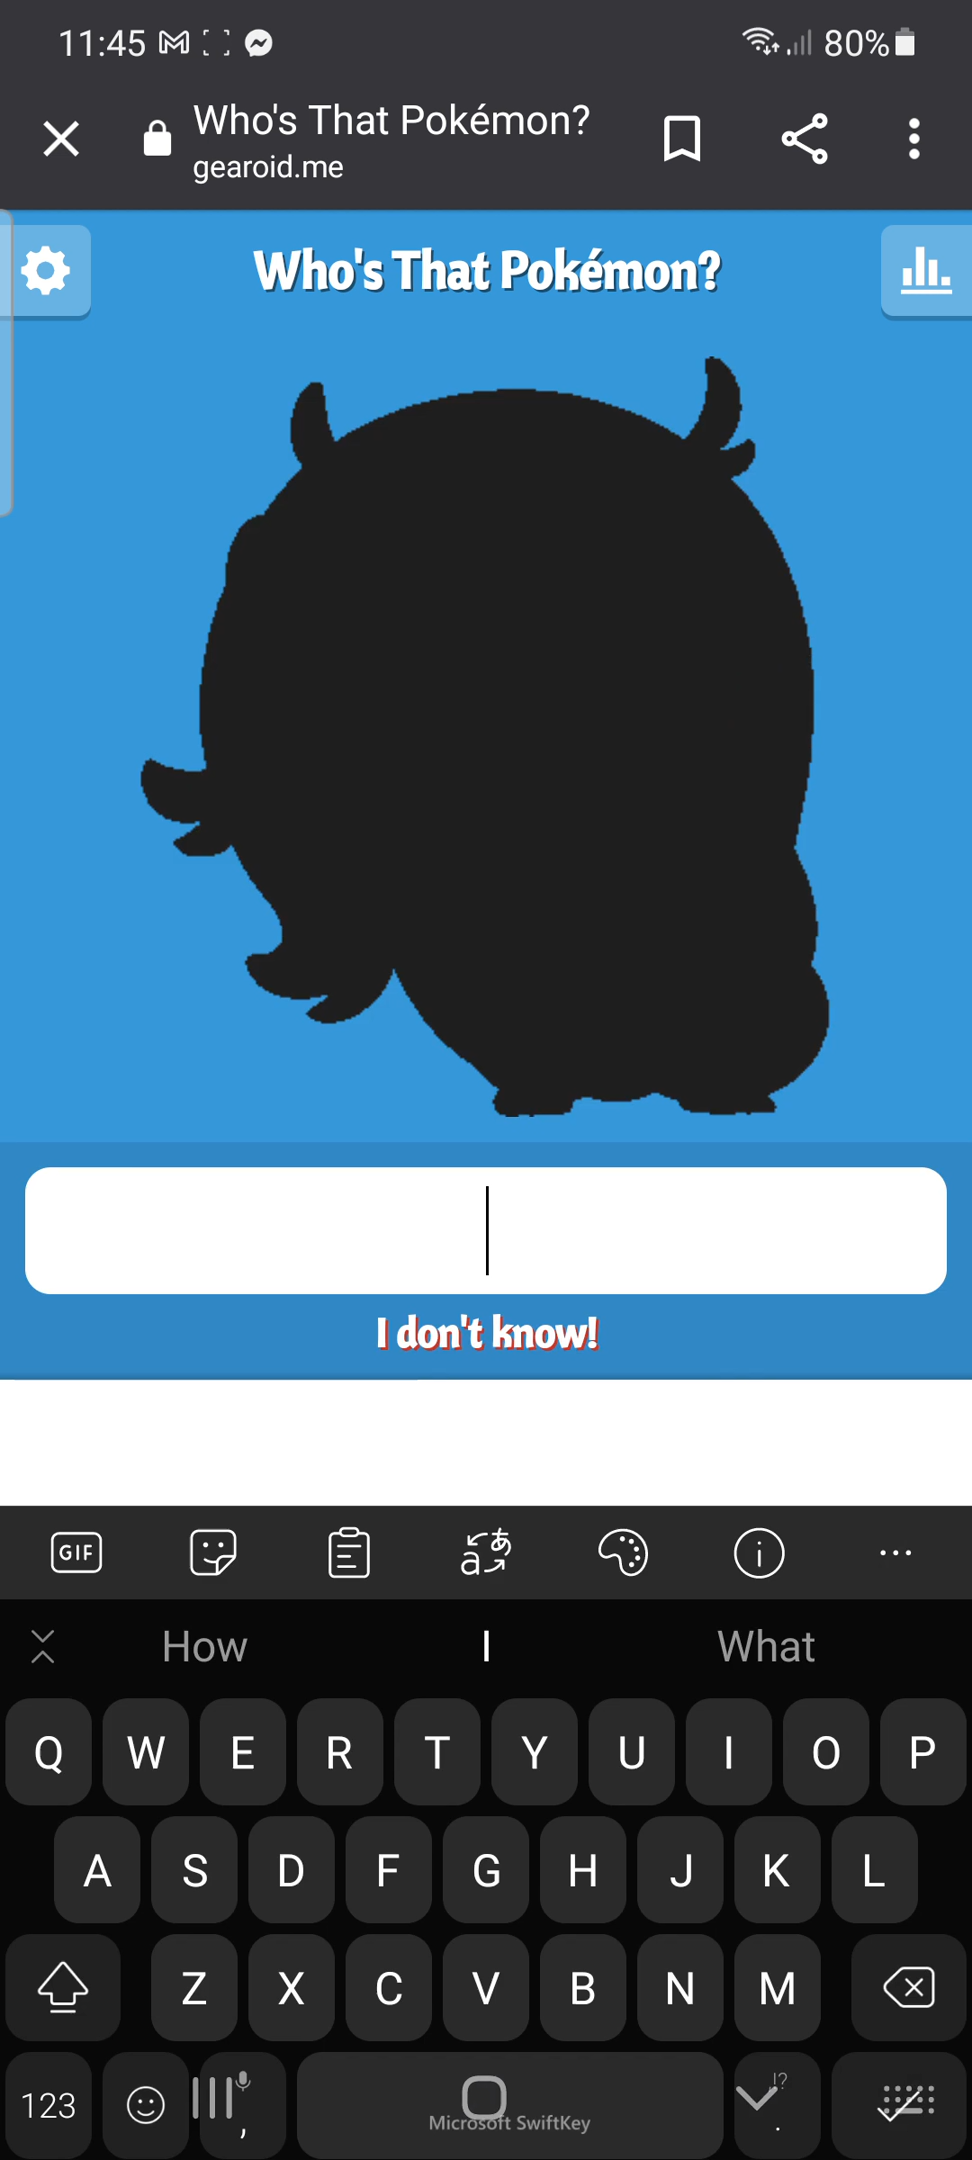 11:45 80%
Who's That Pokémon?
gearoid.me
Who's That Pokémon?
I don't know!
GIF
How I What
Q W E R T Y U I O P
A S D F G H J K L
Z X C V B N M
123 , Microsoft SwiftKey !? .